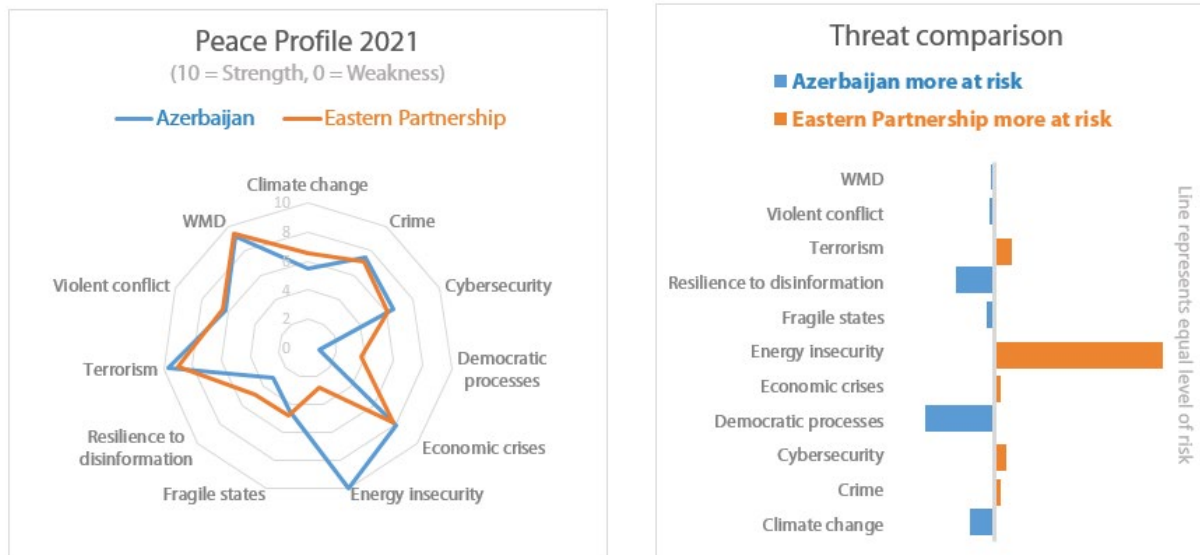 Peace Profile 2021
(10 = Strength, 0 = Weakness)
Azerbaijan
Eastern Partnership
Climate change
10
WMD
Crime
8
6
Violent conflict
Cybersecurity
4
2
0
Terrorism
Democratic
processes
Resilience to
disinformation
Economic crises
Fragile states
Energy insecurity
Threat comparison
Azerbaijan more at risk
Eastern Partnership more at risk
WMD
Violent conflict
Terrorism
Resilience to disinformation
Fragile states
Energy insecurity
Economic crises
Democratic processes
Cybersecurity
Crime
Climate change
Line represents equal level of risk